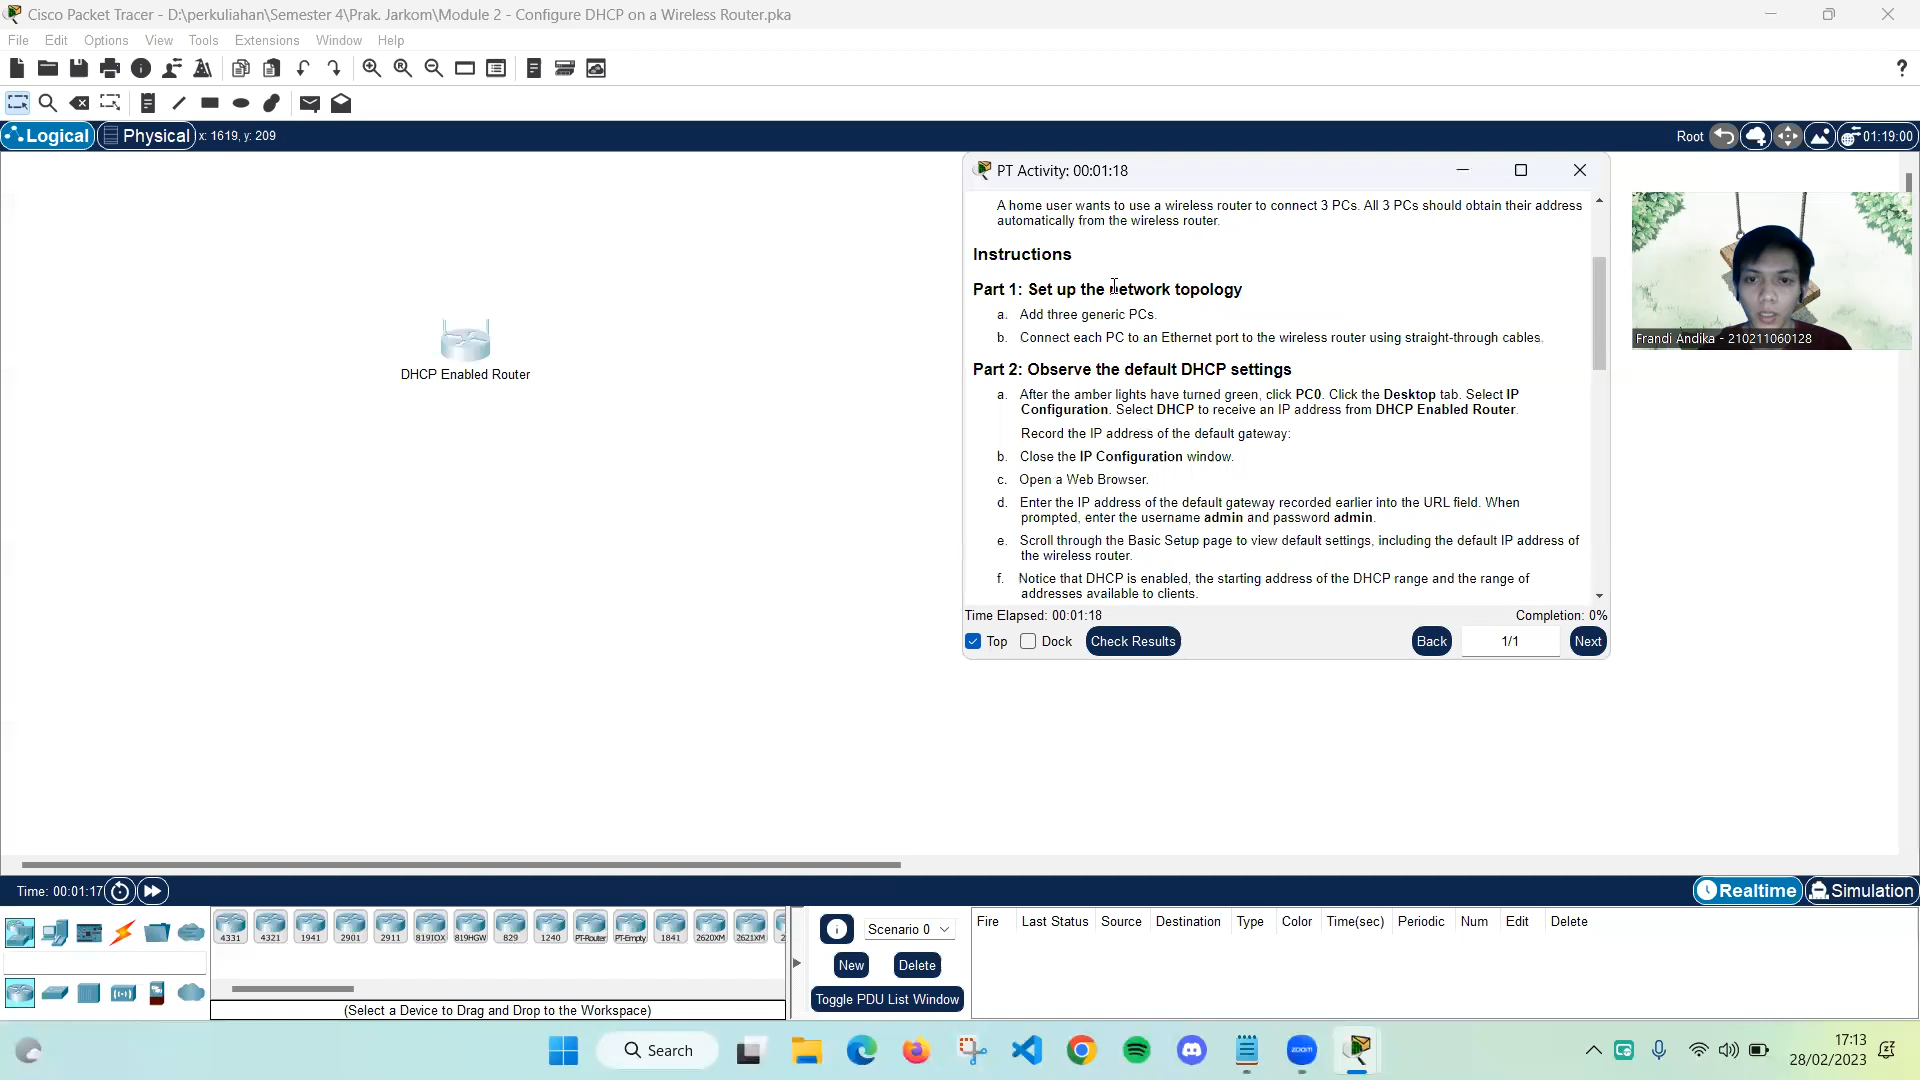 Cisco Packet Tracer - D:\perkuliahan\Semester 4\Prak. Jarkom\Module 2 - Configure DHCP on a Wireless Router.pka
File Edit Options View Tools Extensions Window Help
?
Logical Physical x: 1619, y: 209 Root 01:19:00
PT Activity: 00:01:18
A home user wants to use a wireless router to connect 3 PCs. All 3 PCs should obtain their address
automatically from the wireless router.
Instructions
Part 1: Set up the network topology
a. Add three generic PCs.
b. Connect each PC to an Ethernet port to the wireless router using straight-through cables.
Part 2: Observe the default DHCP settings
a. After the amber lights have turned green, click PC0. Click the Desktop tab. Select IP
Configuration. Select DHCP to receive an IP address from DHCP Enabled Router.
Record the IP address of the default gateway:
b. Close the IP Configuration window.
c. Open a Web Browser.
d. Enter the IP address of the default gateway recorded earlier into the URL field. When
prompted, enter the username admin and password admin.
e. Scroll through the Basic Setup page to view default settings, including the default IP address of
the wireless router.
f. Notice that DHCP is enabled, the starting address of the DHCP range and the range of
addresses available to clients.
Time Elapsed: 00:01:18 Completion: 0%
Top Dock Check Results Back 1/1 Next
Frandi Andika - 210211060128
DHCP Enabled Router
Time: 00:01:17 Realtime Simulation
4331 4321 1941 2901 2911 819IOX 819HGW 829 1240 PT-Router PT-Empty 1841 2620XM 2621XM 2
(Select a Device to Drag and Drop to the Workspace)
Scenario 0
New Delete
Toggle PDU List Window
Fire Last Status Source Destination Type Color Time(sec) Periodic Num Edit Delete
Search
zoom
17:13
28/02/2023